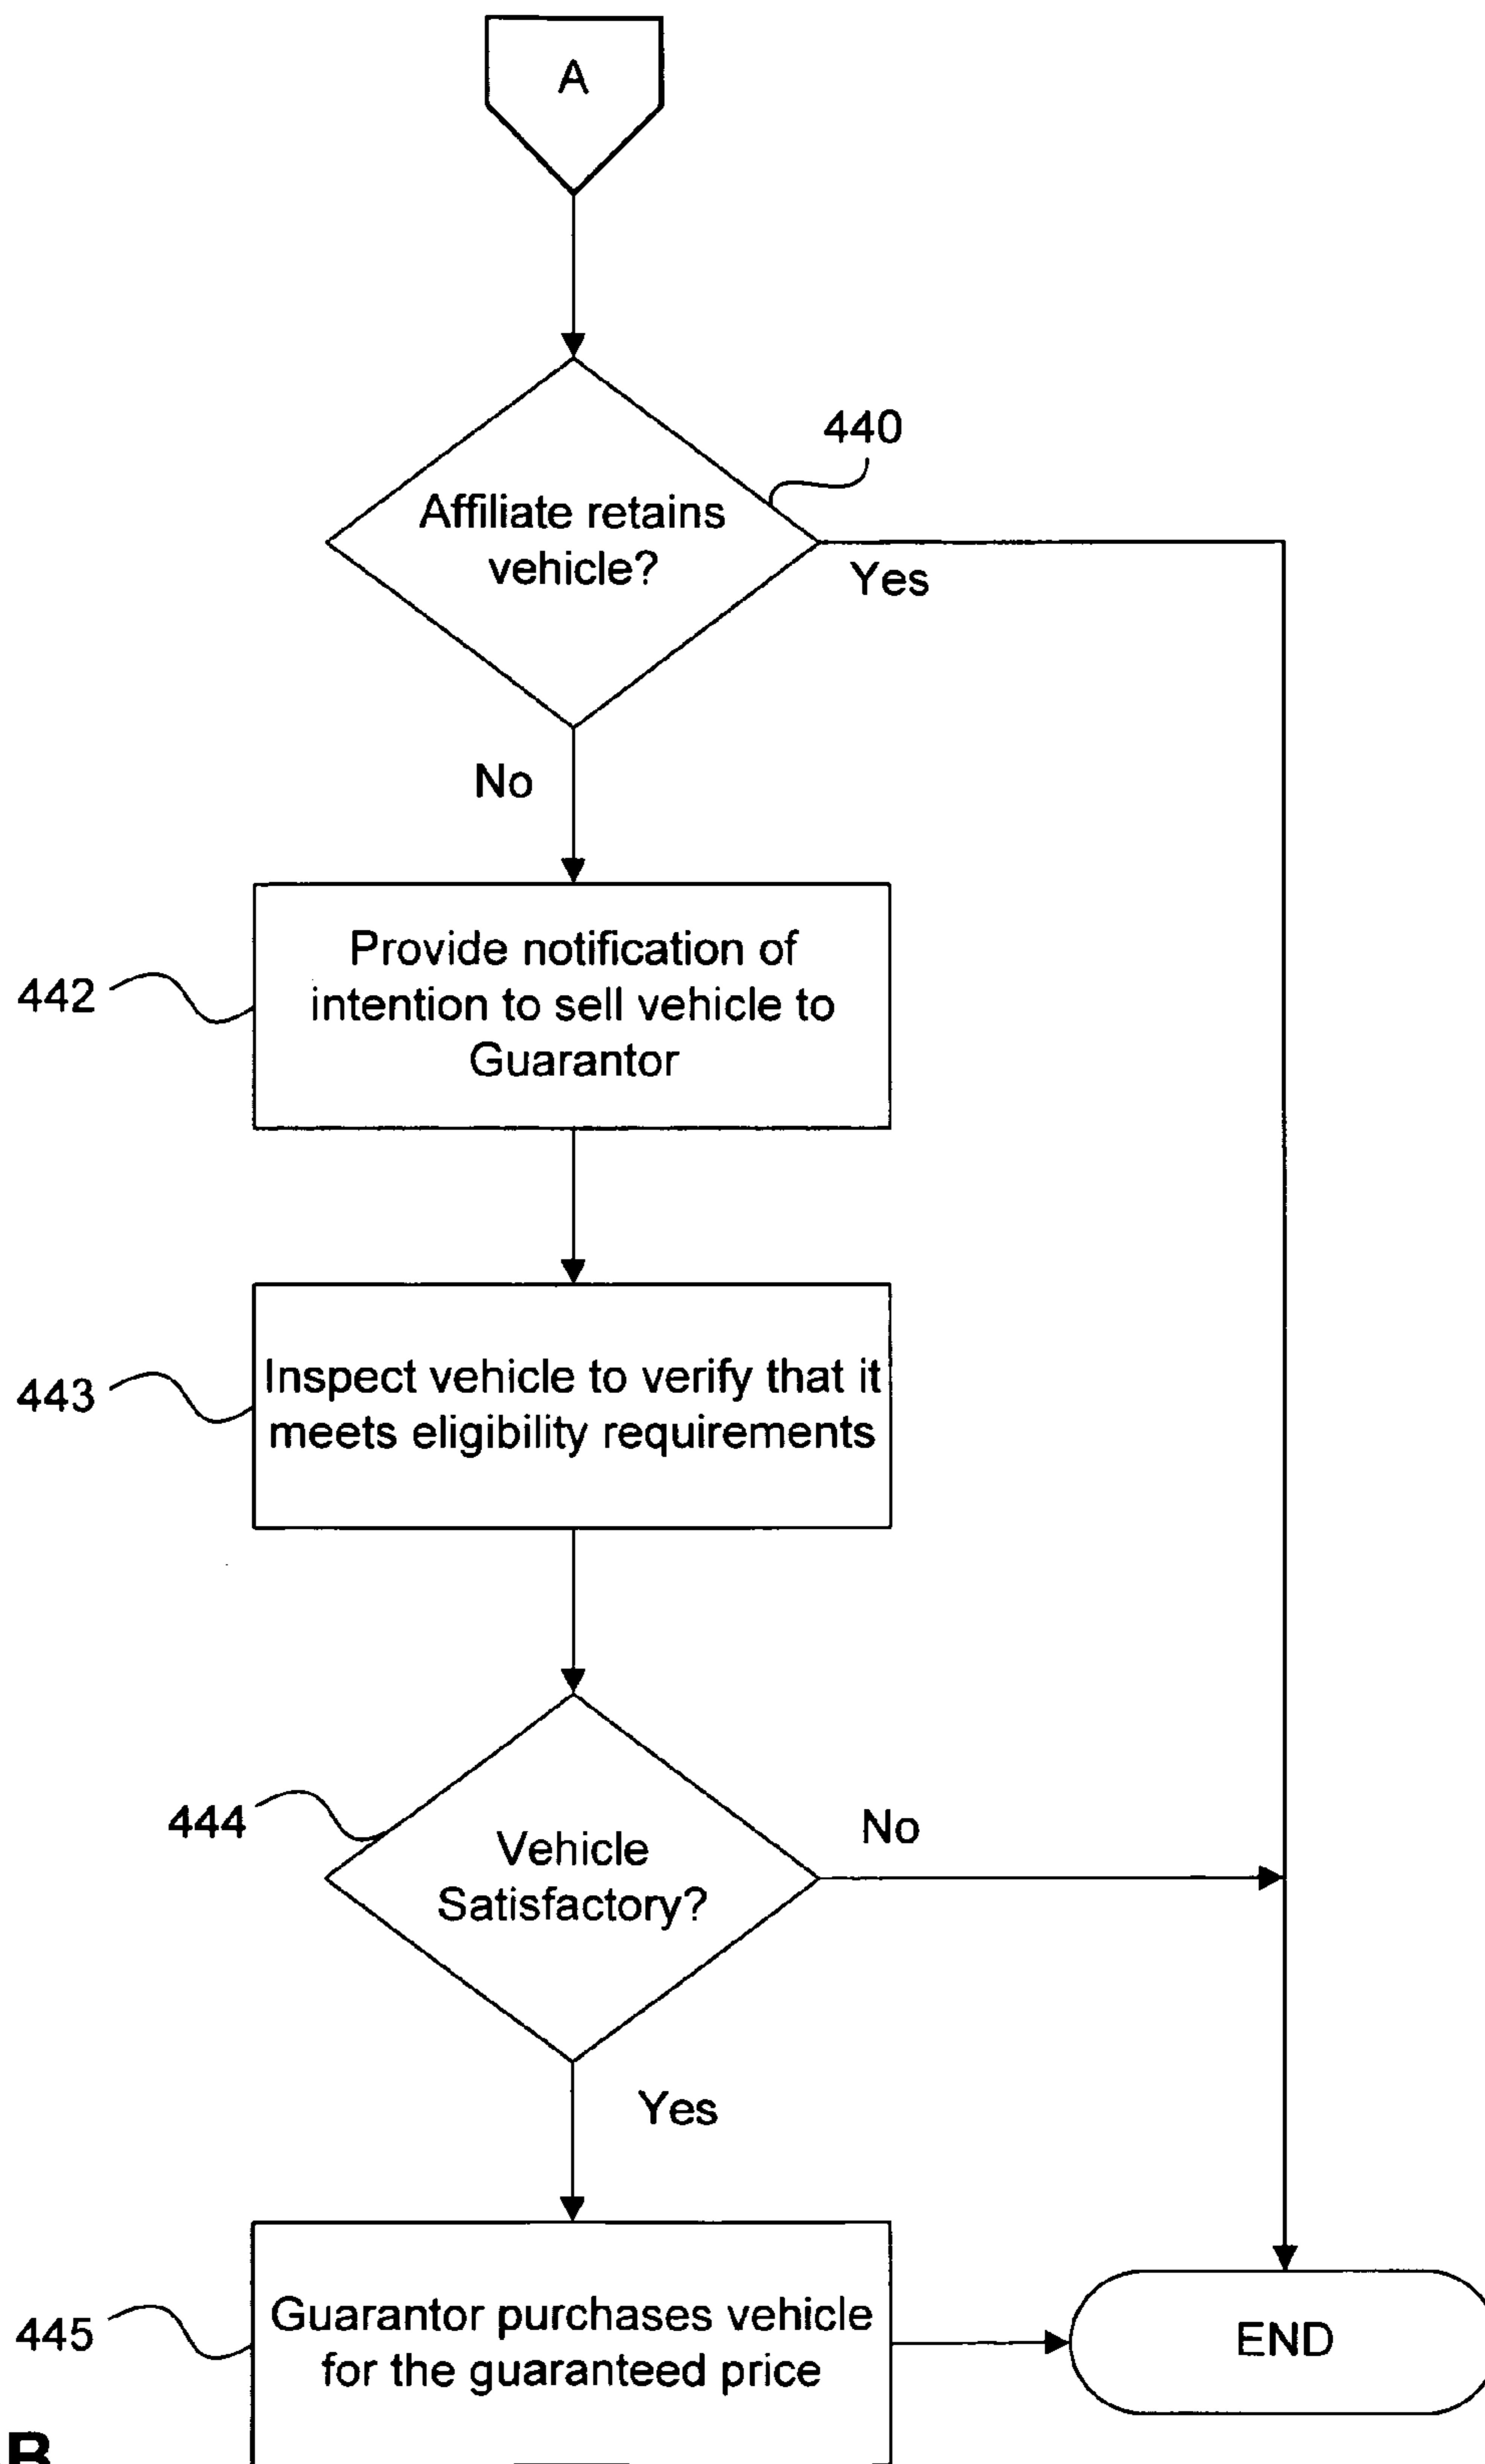 A
440
Affiliate retains
vehicle?
Yes
No
442
Provide notification of
intention to sell vehicle to
Guarantor
443
Inspect vehicle to verify that it
meets eligibility requirements
444
Vehicle
Satisfactory?
No
Yes
445
Guarantor purchases vehicle
for the guaranteed price
END
B